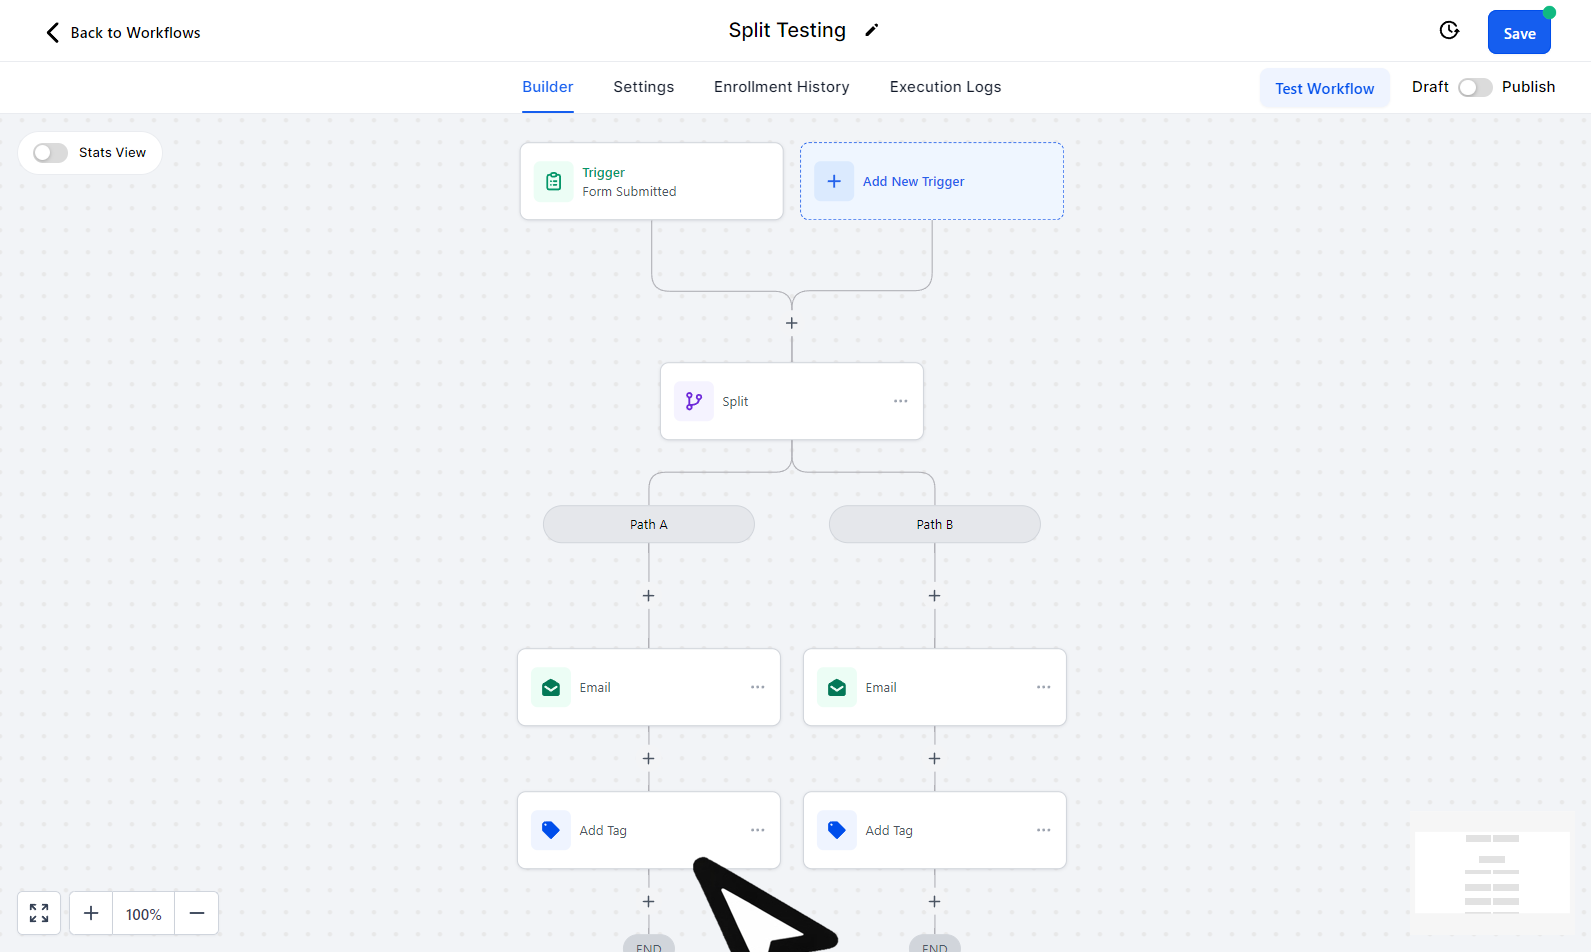 Back to Workflows
Split Testing
Save
Builder
Settings
Enrollment History
Execution Logs
Test Workflow
Draft
Publish
Stats View
Trigger
Form Submitted
Add New Trigger
Split
Path A
Path B
Email
Email
Add Tag
Add Tag
100%
END
END